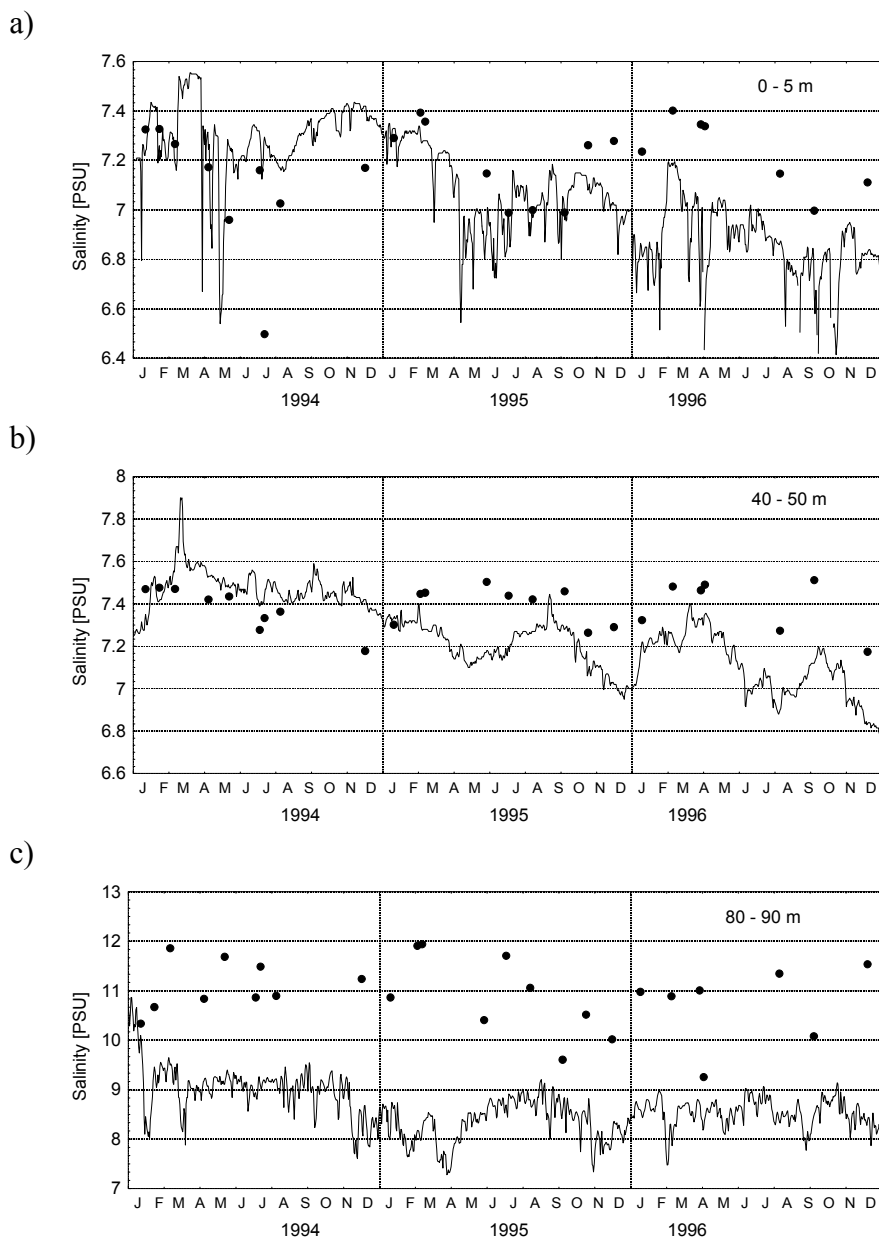 a)
7.6
7.4
7.2
7
6.8
6.6
6.4
Salinity [PSU]
0 - 5 m
J F M A M J J A S O N D J F M A M J J A S O N D J F M A M J J A S O N D
1994 1995 1996
b)
8
7.8
7.6
7.4
7.2
7
6.8
6.6
Salinity [PSU]
40 - 50 m
J F M A M J J A S O N D J F M A M J J A S O N D J F M A M J J A S O N D
1994 1995 1996
c)
13
12
11
10
9
8
7
Salinity [PSU]
80 - 90 m
J F M A M J J A S O N D J F M A M J J A S O N D J F M A M J J A S O N D
1994 1995 1996